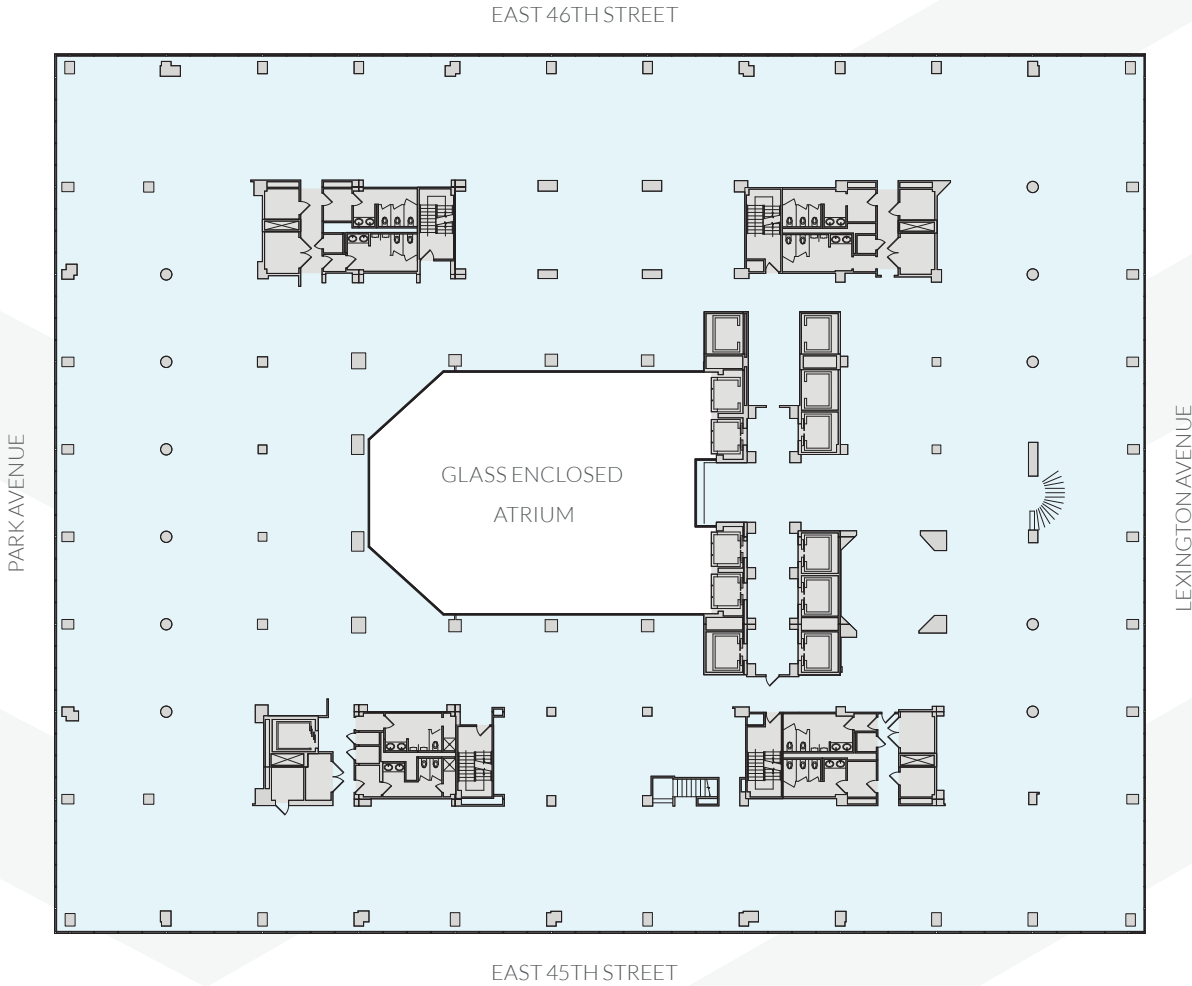 EAST 46TH STREET
PARK AVENUE
GLASS ENCLOSED
ATRIUM
LEXINGTON AVENUE
EAST 45TH STREET